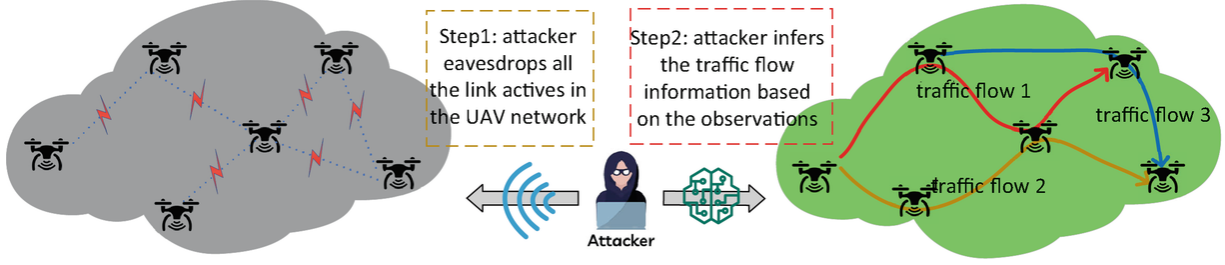 Step1: attacker
eavesdrops all
the link actives in
the UAV network
Step2: attacker infers
the traffic flow
information based
on the observations
Attacker
traffic flow 1
traffic flow 3
traffic flow 2